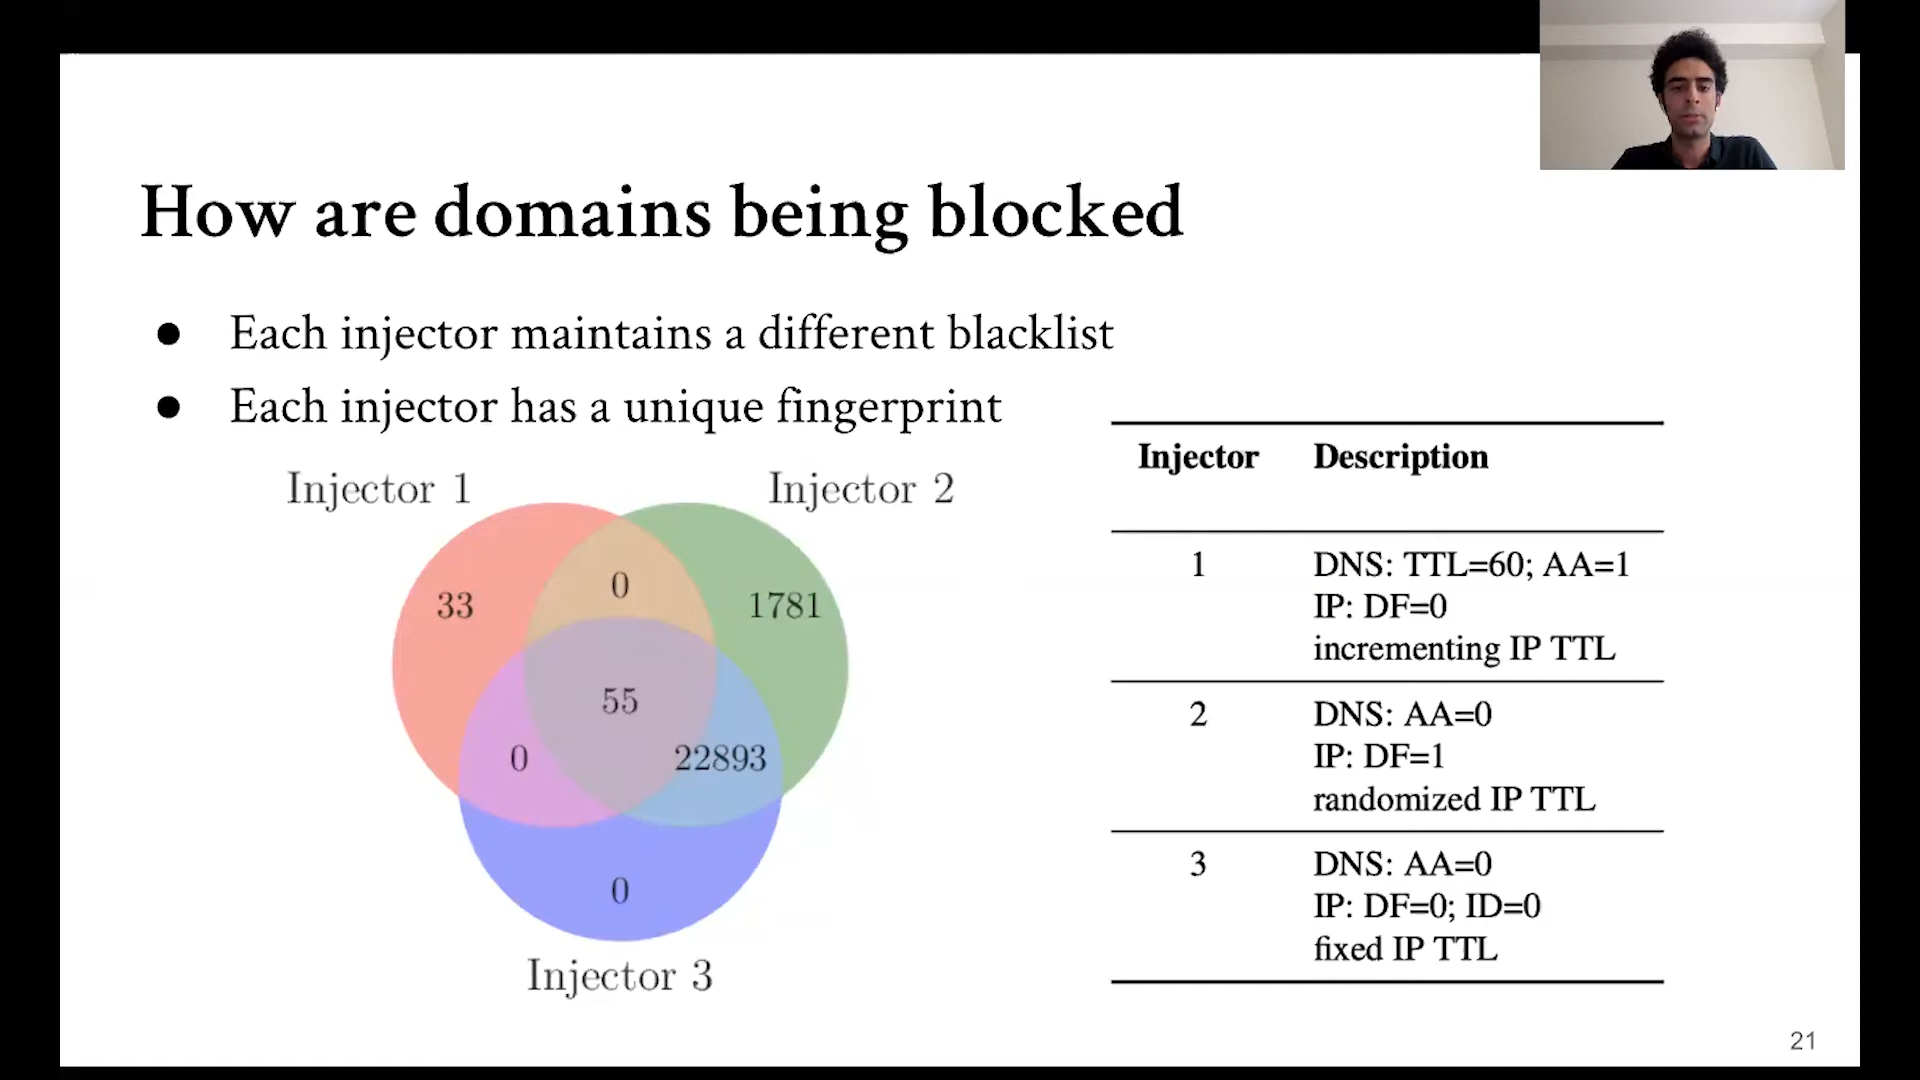 How are domains being blocked
● Each injector maintains a different blacklist
● Each injector has a unique fingerprint
Injector 1
Injector 2
33
0
1781
55
0
22893
0
Injector 3
Injector Description
1 DNS: TTL=60; AA=1
IP: DF=0
incrementing IP TTL
2 DNS: AA=0
IP: DF=1
randomized IP TTL
3 DNS: AA=0
IP: DF=0; ID=0
fixed IP TTL
21